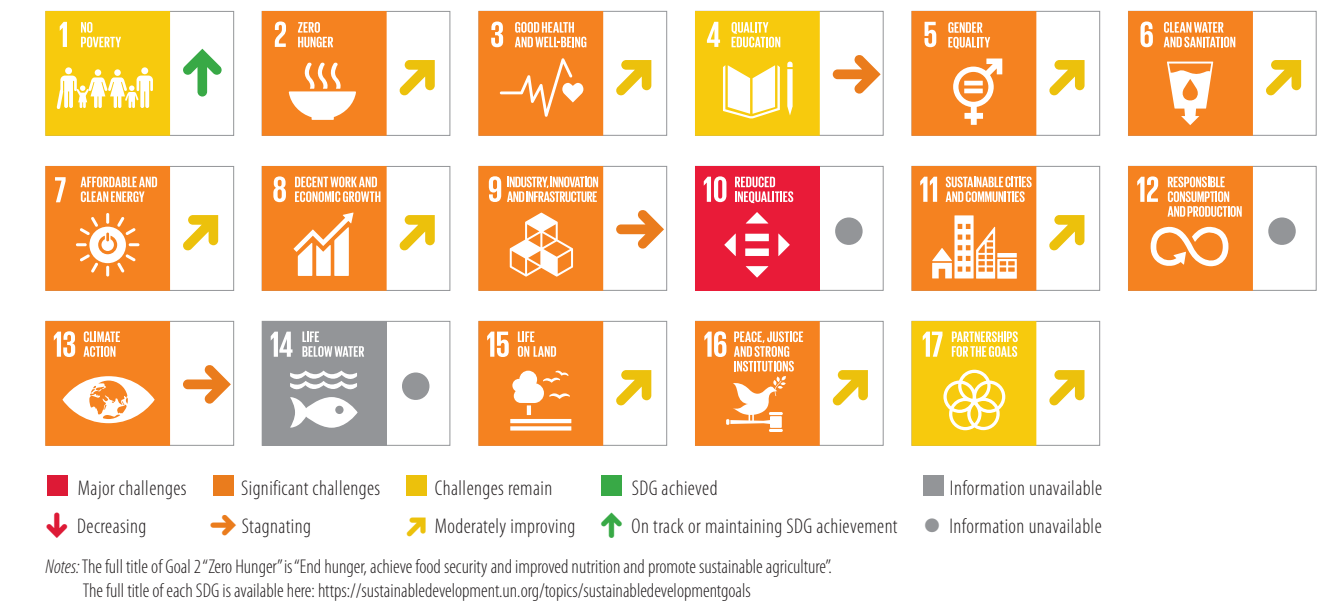 1 NO
POVERTY
2 ZERO
HUNGER
3 GOOD HEALTH
AND WELL-BEING
4 QUALITY
EDUCATION
5 GENDER
EQUALITY
6 CLEAN WATER
AND SANITATION
7 AFFORDABLE AND
CLEAN ENERGY
8 DECENT WORK AND
ECONOMIC GROWTH
9 INDUSTRY, INNOVATION
AND INFRASTRUCTURE
10 REDUCED
INEQUALITIES
11 SUSTAINABLE CITIES
AND COMMUNITIES
12 RESPONSIBLE
CONSUMPTION
AND PRODUCTION
13 CLIMATE
ACTION
14 LIFE
BELOW WATER
15 LIFE
ON LAND
16 PEACE, JUSTICE
AND STRONG
INSTITUTIONS
17 PARTNERSHIPS
FOR THE GOALS
Major challenges Significant challenges Challenges remain SDG achieved Information unavailable
Decreasing Stagnating Moderately improving On track or maintaining SDG achievement Information unavailable
Notes: The full title of Goal 2 “Zero Hunger” is “End hunger, achieve food security and improved nutrition and promote sustainable agriculture”.
The full title of each SDG is available here: https://sustainabledevelopment.un.org/topics/sustainabledevelopmentgoals